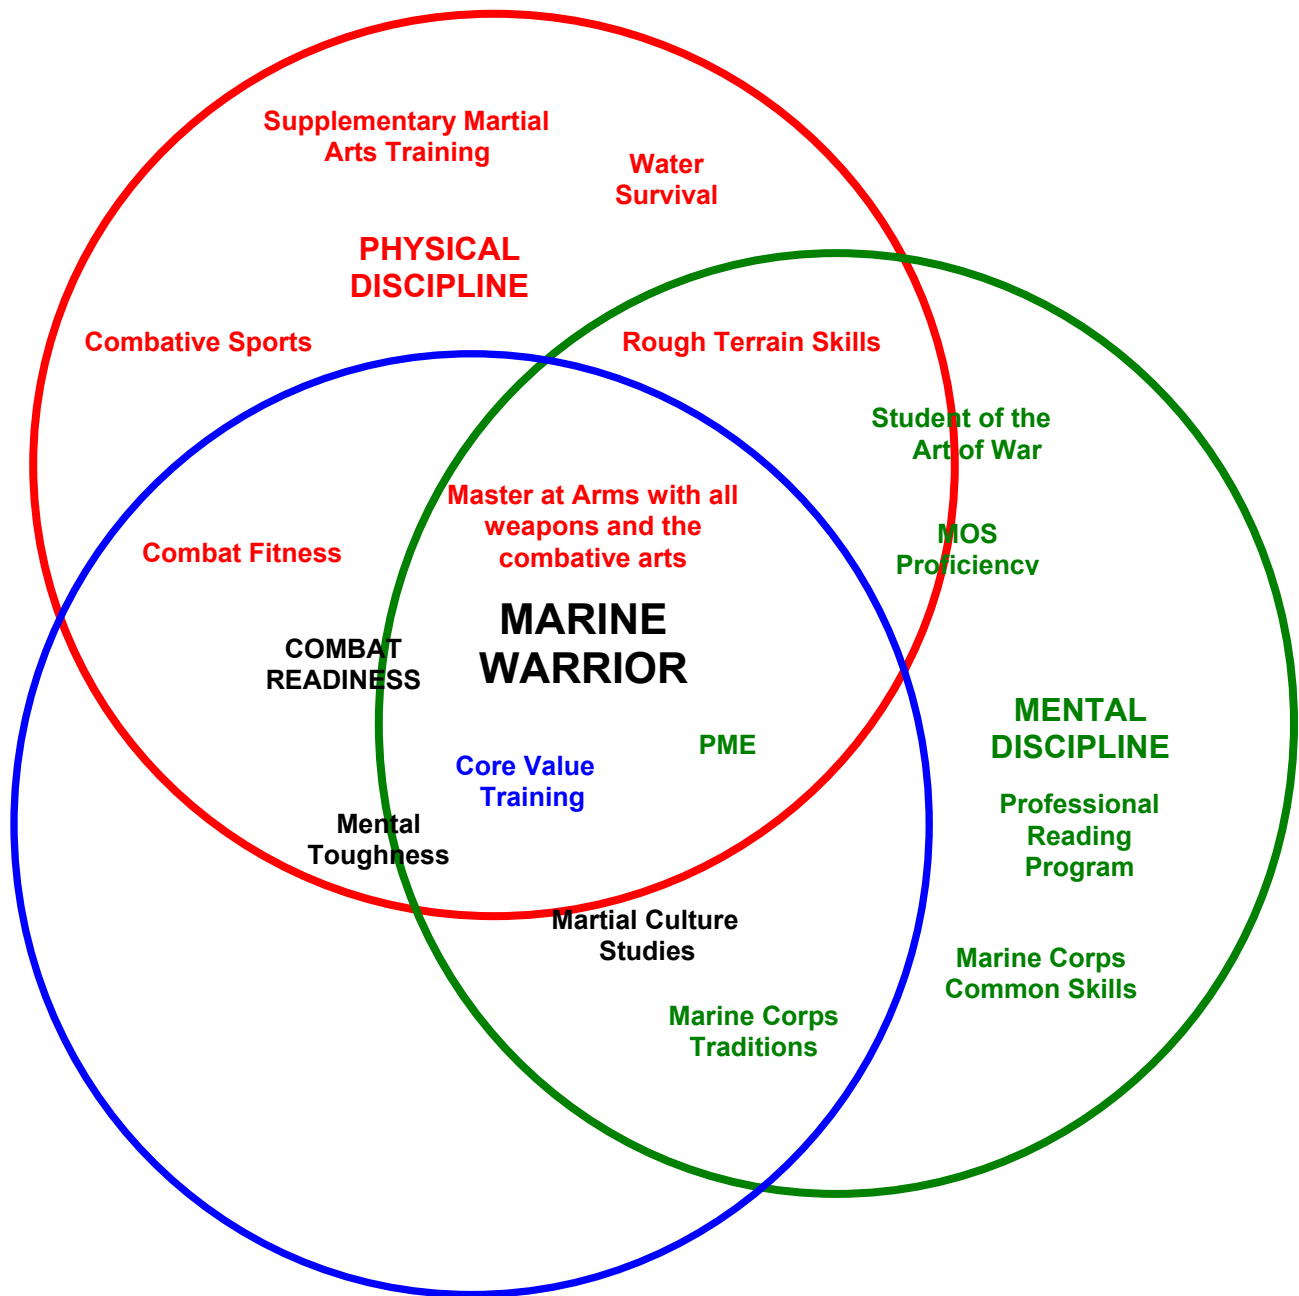 Supplementary Martial
Arts Training
Water
Survival
PHYSICAL
DISCIPLINE
Combative Sports
Rough Terrain Skills
Student of the
Art of War
Master at Arms with all
weapons and the
combative arts
MOS
Proficiency
Combat Fitness
MARINE
WARRIOR
COMBAT
READINESS
MENTAL
DISCIPLINE
PME
Core Value
Training
Professional
Reading
Program
Mental
Toughness
Martial Culture
Studies
Marine Corps
Common Skills
Marine Corps
Traditions